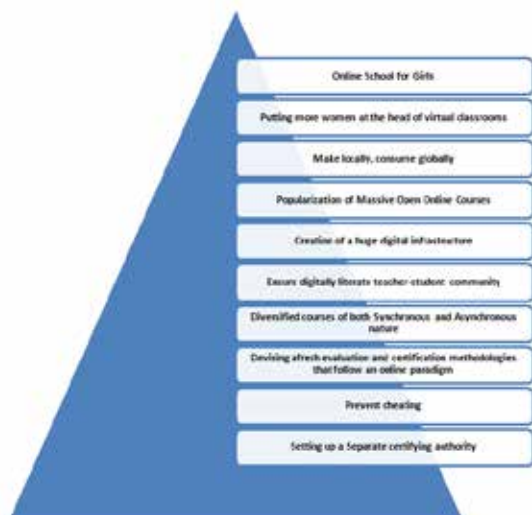 Online School for Girls
Putting more women at the head of virtual classrooms
Make locally, consume globally
Popularization of Massive Open Online Courses
Creation of a huge digital infrastructure
Ensure digitally literate teacher-student community
Diversified courses of both Synchronous and Asynchronous
nature
Devising afresh evaluation and certification methodologies
that follow an online paradigm
Prevent cheating
Setting up a Separate certifying authority